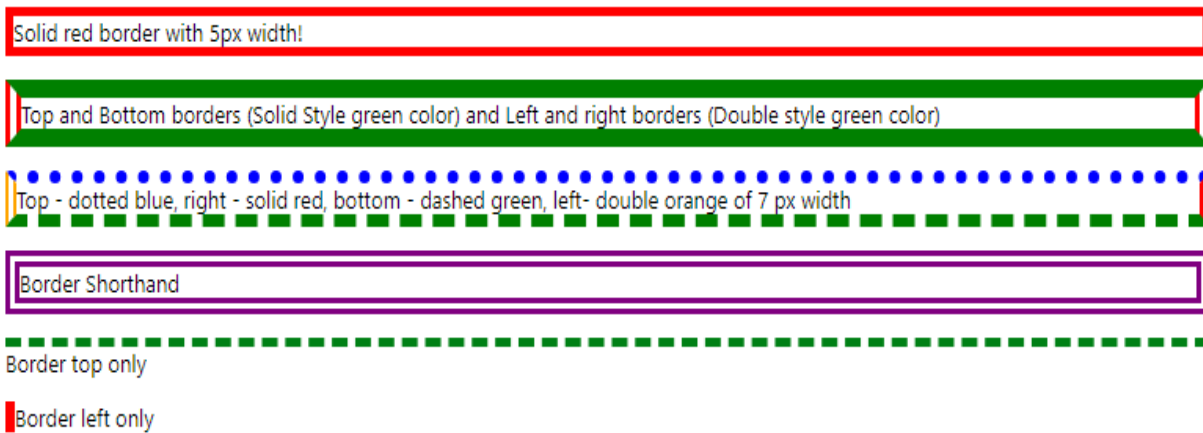 Solid red border with 5px width!
Top and Bottom borders (Solid Style green color) and Left and right borders (Double style green color)
Top - dotted blue, right - solid red, bottom - dashed green, left- double orange of 7 px width
Border Shorthand
Border top only
Border left only